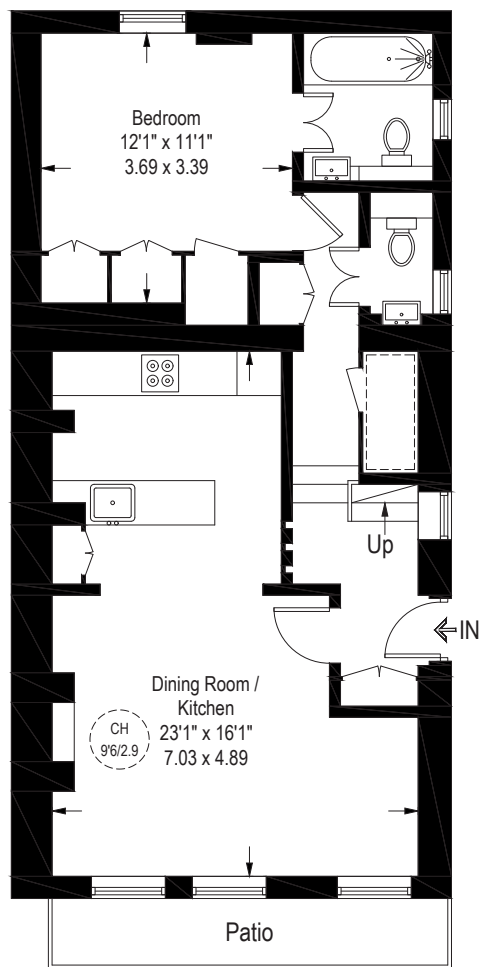 Bedroom
12'1" x 11'1"
3.69 x 3.39
Up
IN
Dining Room /
Kitchen
23'1" x 16'1"
7.03 x 4.89
CH
9'6/2.9
Patio